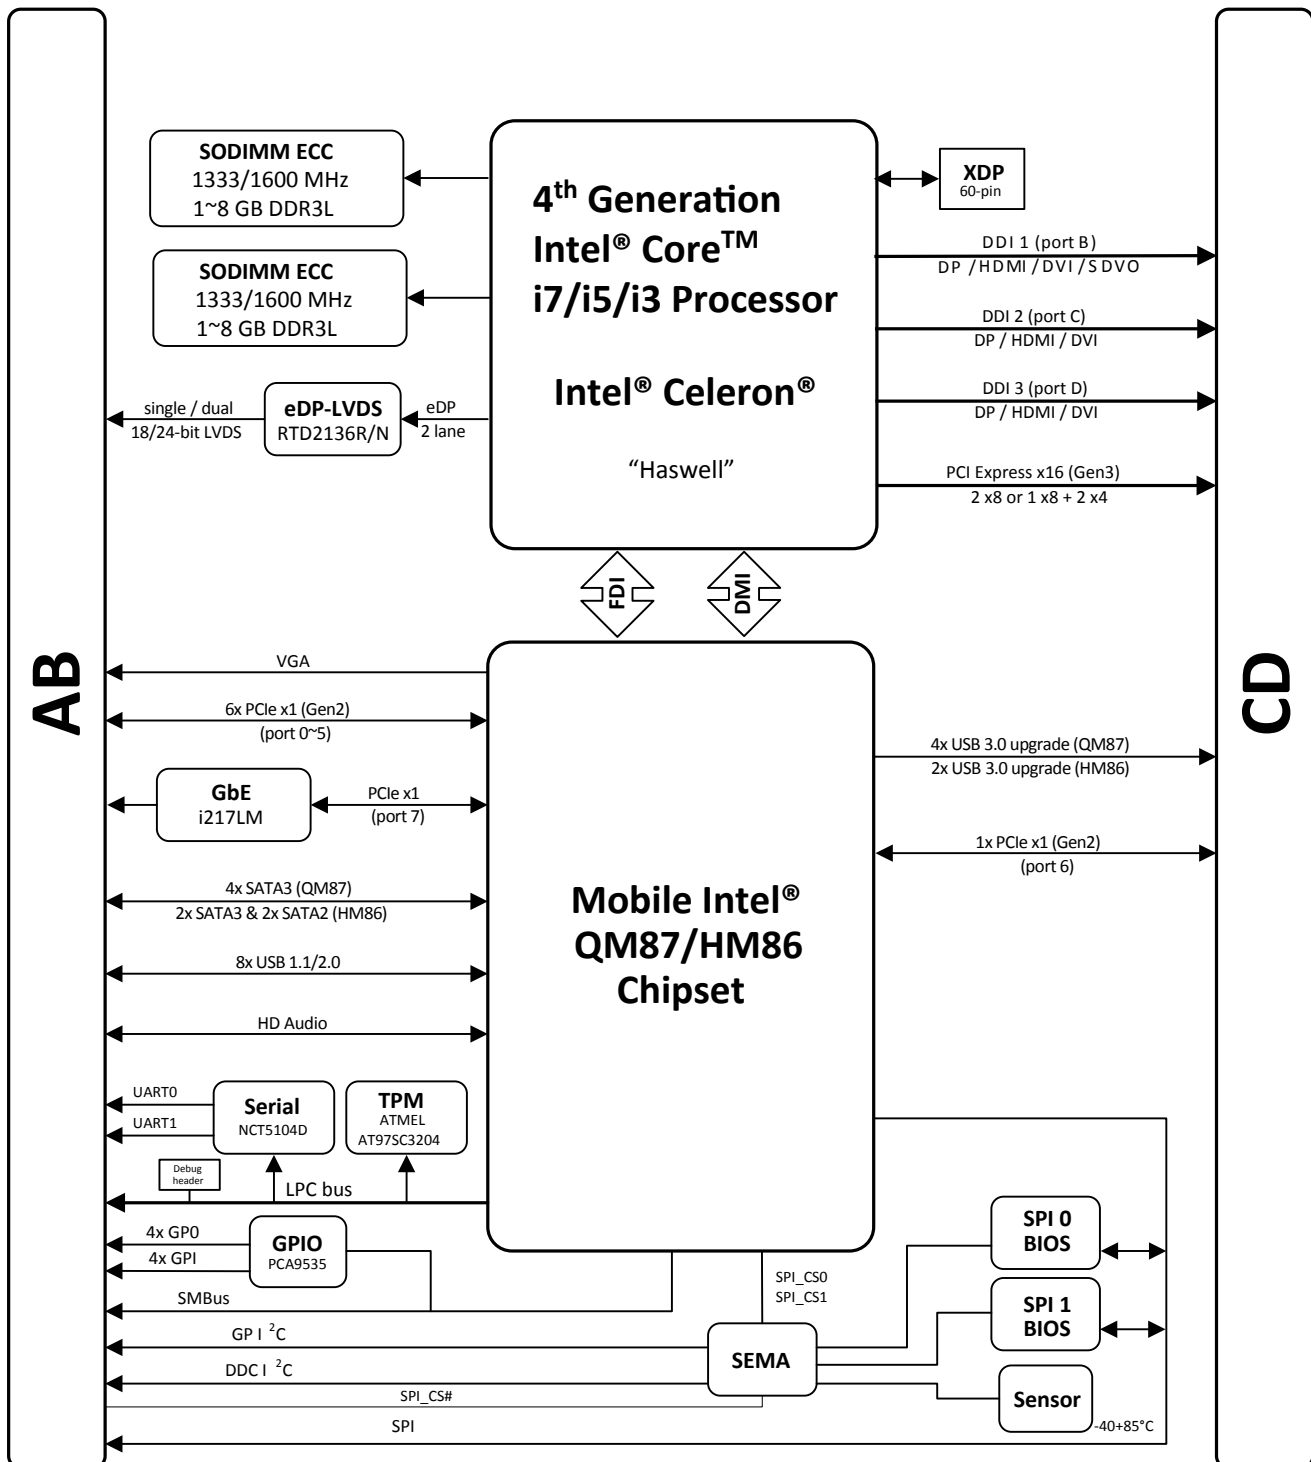 AB
CD
SODIMM ECC
1333/1600 MHz
1~8 GB DDR3L
SODIMM ECC
1333/1600 MHz
1~8 GB DDR3L
single / dual
18/24-bit LVDS
eDP-LVDS
RTD2136R/N
eDP
2 lane
4th Generation
Intel® Core™
i7/i5/i3 Processor
Intel® Celeron®
“Haswell”
XDP
60-pin
DDI 1 (port B)
DP / HDMI / DVI / SDVO
DDI 2 (port C)
DP / HDMI / DVI
DDI 3 (port D)
DP / HDMI / DVI
PCI Express x16 (Gen3)
2 x8 or 1 x8 + 2 x4
FDI
DMI
VGA
6x PCIe x1 (Gen2)
(port 0~5)
GbE
i217LM
PCIe x1
(port 7)
4x SATA3 (QM87)
2x SATA3 & 2x SATA2 (HM86)
8x USB 1.1/2.0
HD Audio
Mobile Intel®
QM87/HM86
Chipset
4x USB 3.0 upgrade (QM87)
2x USB 3.0 upgrade (HM86)
1x PCIe x1 (Gen2)
(port 6)
UART0
UART1
Serial
NCT5104D
TPM
ATMEL
AT97SC3204
Debug
header
LPC bus
4x GP0
4x GPI
GPIO
PCA9535
SMBus
GP I ²C
DDC I ²C
SPI_CS#
SPI
SPI_CS0
SPI_CS1
SEMA
SPI 0
BIOS
SPI 1
BIOS
Sensor
-40+85°C